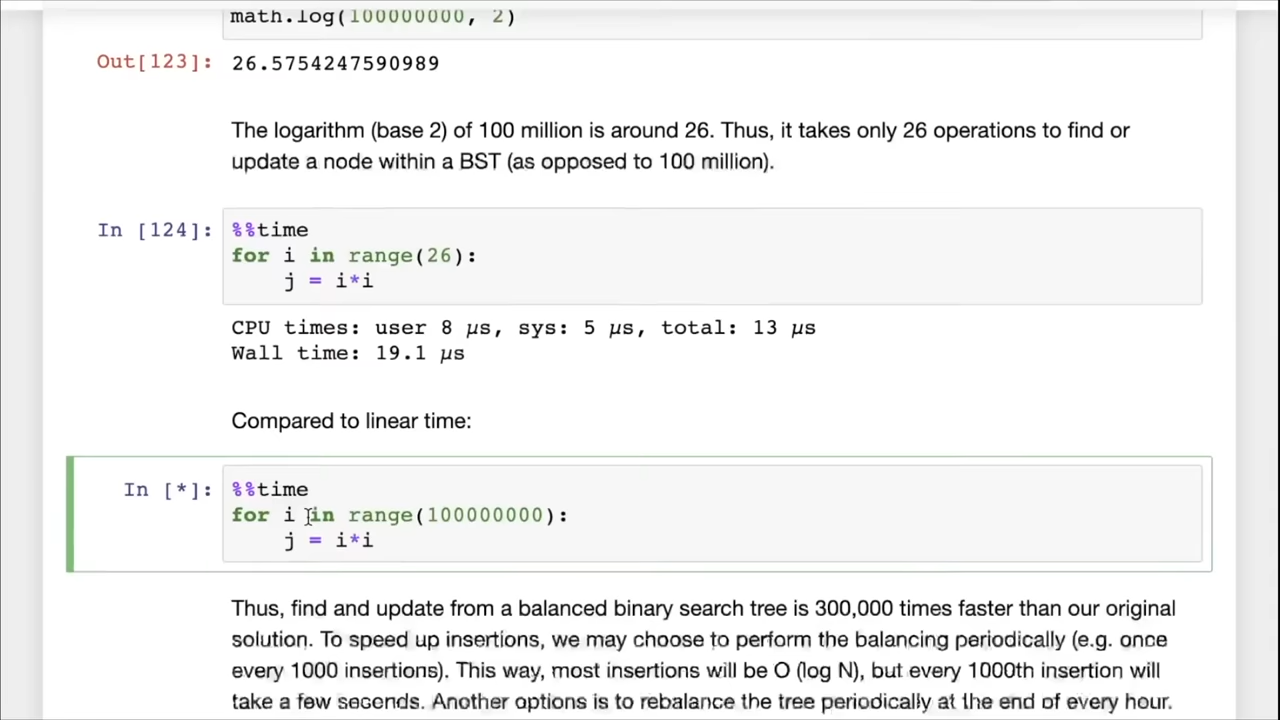 math.log(100000000, 2)
Out[123]: 26.5754247590989
The logarithm (base 2) of 100 million is around 26. Thus, it takes only 26 operations to find or
update a node within a BST (as opposed to 100 million).
In [124]: %%time
for i in range(26):
    j = i*i
CPU times: user 8 µs, sys: 5 µs, total: 13 µs
Wall time: 19.1 µs
Compared to linear time:
In [*]: %%time
for i in range(100000000):
    j = i*i
Thus, find and update from a balanced binary search tree is 300,000 times faster than our original
solution. To speed up insertions, we may choose to perform the balancing periodically (e.g. once
every 1000 insertions). This way, most insertions will be O (log N), but every 1000th insertion will
take a few seconds. Another options is to rebalance the tree periodically at the end of every hour.